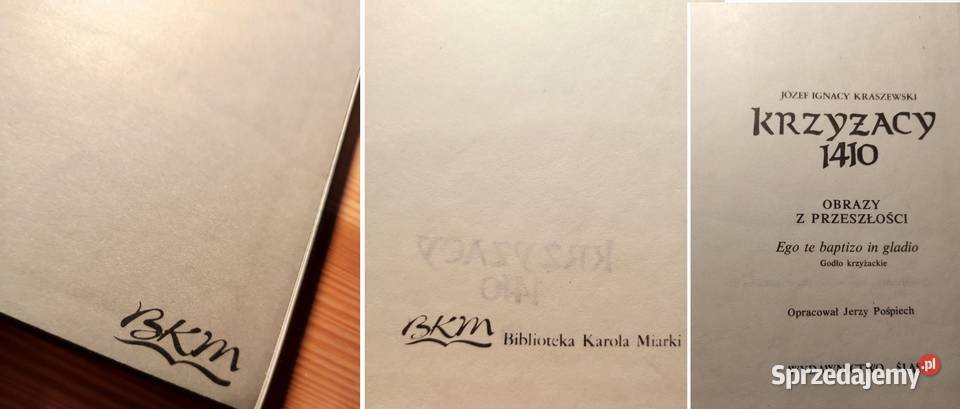 BKM
BKM Biblioteka Karola Miarki
JÓZEF IGNACY KRASZEWSKI
KRZYŻACY
1410
OBRAZY
Z PRZESZŁOŚCI
Ego te baptizo in gladio
Godło krzyżackie
Opracował Jerzy Pośpiech
Sprzedajemy.pl